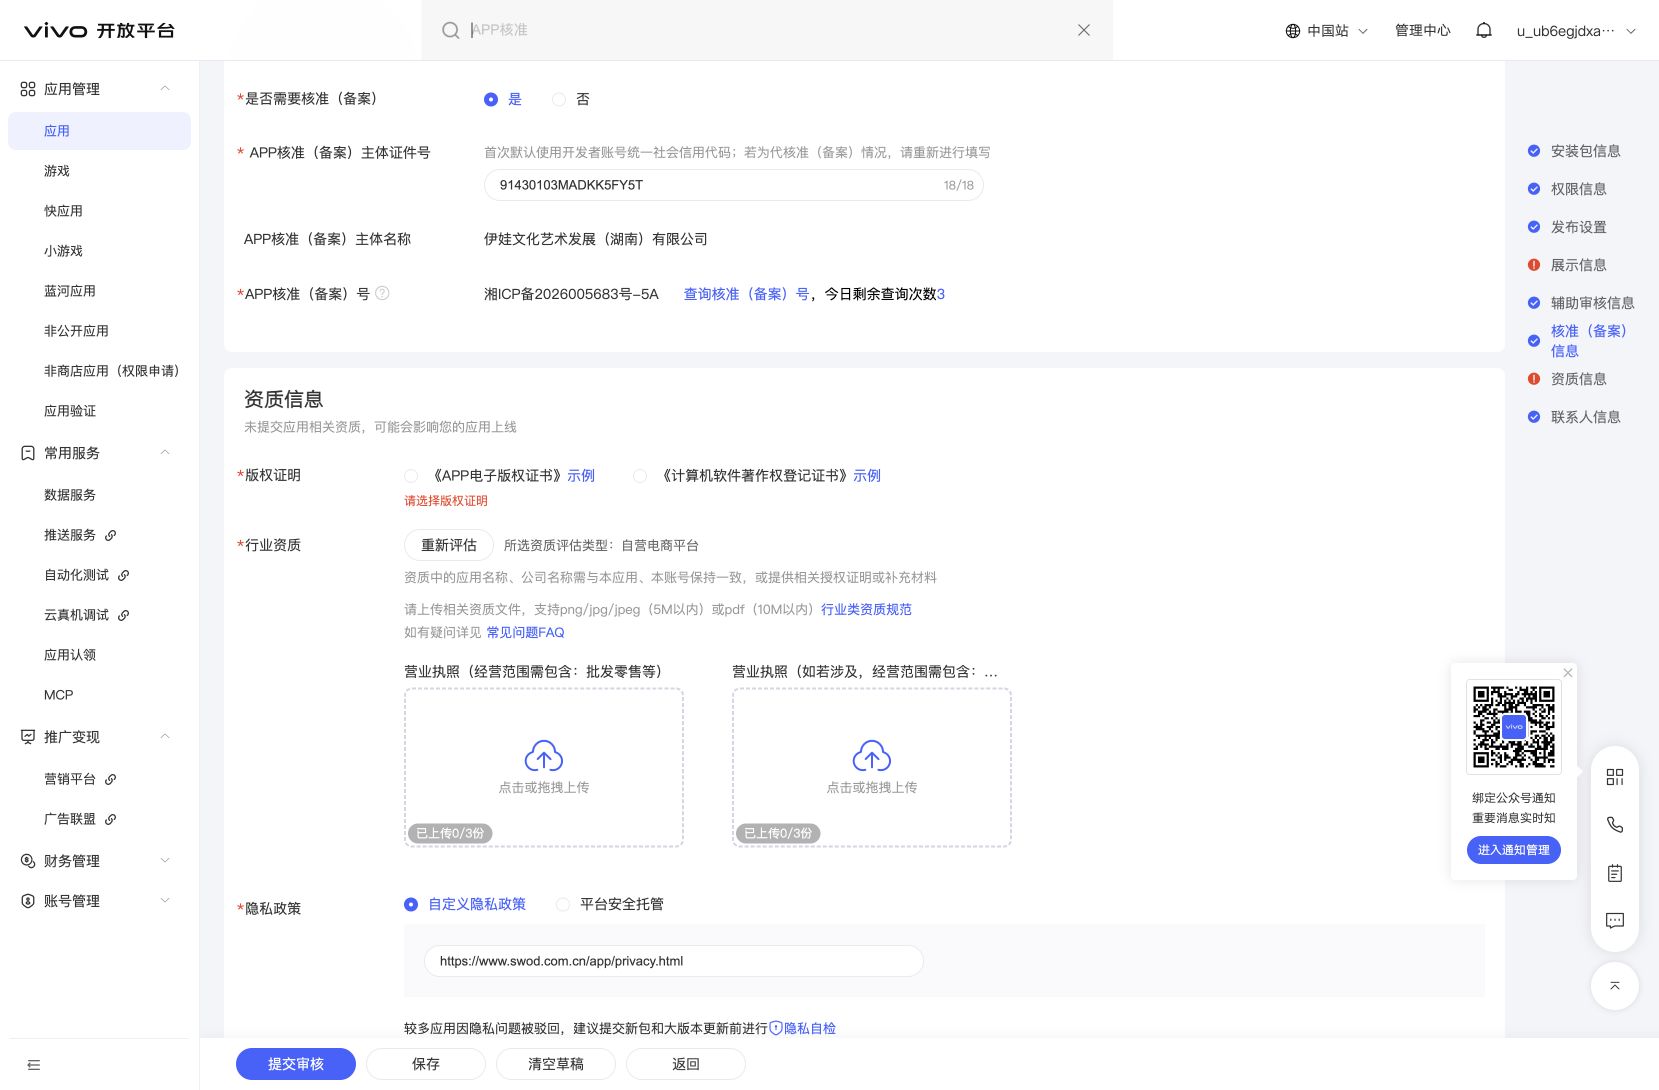 vivo 开放平台
APP核准
中国站
管理中心
u_ub6egjdxa···
应用管理
应用
游戏
快应用
小游戏
蓝河应用
非公开应用
非商店应用（权限申请）
应用验证
常用服务
数据服务
推送服务
自动化测试
云真机调试
应用认领
MCP
推广变现
营销平台
广告联盟
财务管理
账号管理
*是否需要核准（备案）
是
否
* APP核准（备案）主体证件号
首次默认使用开发者账号统一社会信用代码；若为代核准（备案）情况，请重新进行填写
91430103MADKK5FY5T
18/18
APP核准（备案）主体名称
伊娃文化艺术发展（湖南）有限公司
*APP核准（备案）号
湘ICP备2026005683号-5A
查询核准（备案）号，今日剩余查询次数3
资质信息
未提交应用相关资质，可能会影响您的应用上线
*版权证明
《APP电子版权证书》示例
《计算机软件著作权登记证书》示例
请选择版权证明
*行业资质
重新评估
所选资质评估类型：自营电商平台
资质中的应用名称、公司名称需与本应用、本账号保持一致，或提供相关授权证明或补充材料
请上传相关资质文件，支持png/jpg/jpeg（5M以内）或pdf（10M以内）行业类资质规范
如有疑问详见 常见问题FAQ
营业执照（经营范围需包含：批发零售等）
营业执照（如若涉及，经营范围需包含：...
点击或拖拽上传
点击或拖拽上传
已上传0/3份
已上传0/3份
*隐私政策
自定义隐私政策
平台安全托管
https://www.swod.com.cn/app/privacy.html
较多应用因隐私问题被驳回，建议提交新包和大版本更新前进行隐私自检
提交审核
保存
清空草稿
返回
安装包信息
权限信息
发布设置
展示信息
辅助审核信息
核准（备案）
信息
资质信息
联系人信息
vivo
绑定公众号通知
重要消息实时知
进入通知管理